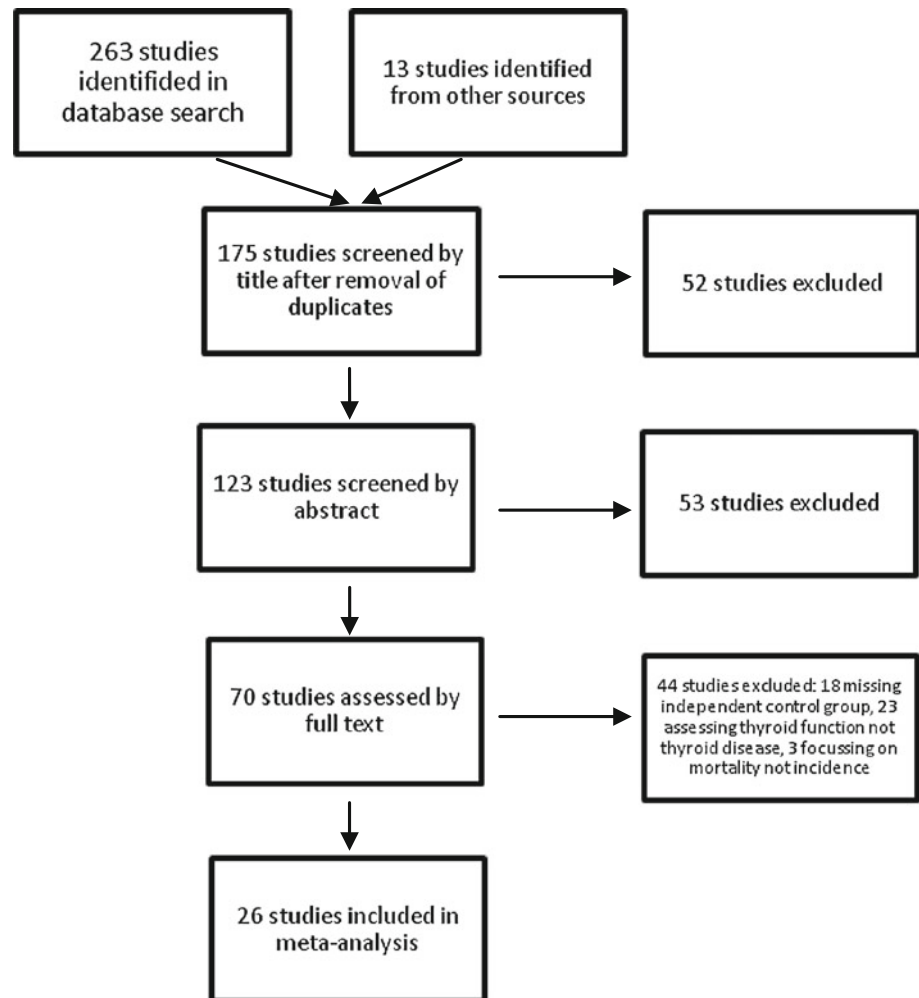 263 studies
identifided in
database search
13 studies identified
from other sources
175 studies screened by
title after removal of
duplicates
52 studies excluded
123 studies screened by
abstract
53 studies excluded
70 studies assessed by
full text
44 studies excluded: 18 missing
independent control group, 23
assessing thyroid function not
thyroid disease, 3 focussing on
mortality not incidence
26 studies included in
meta-analysis